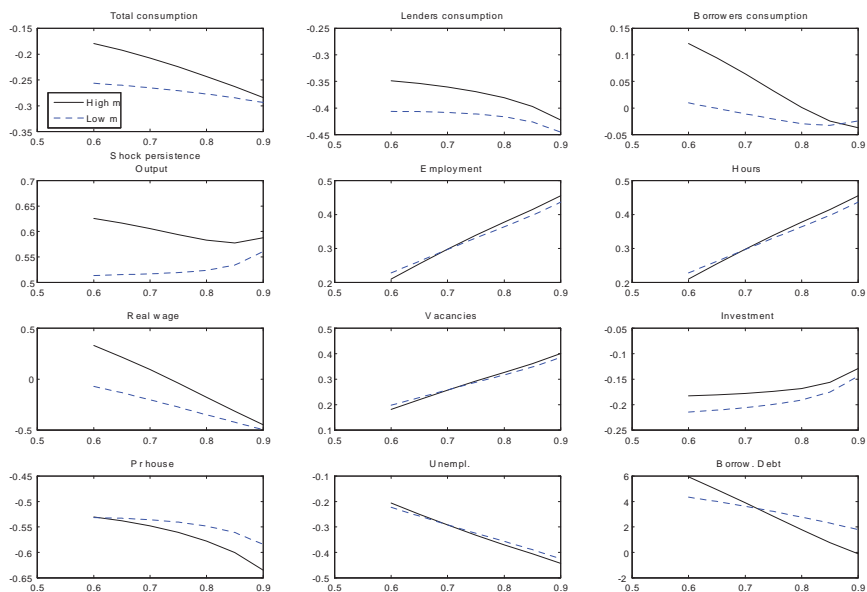 Total consumption
-0.15
-0.2
-0.25
-0.3
-0.35
High m
Low m
0.5 0.6 0.7 0.8 0.9
Shock persistence
Lenders consumption
-0.3
-0.35
-0.4
-0.45
0.5 0.6 0.7 0.8 0.9
Borrowers consumption
0.15
0.1
0.05
0
-0.05
0.5 0.6 0.7 0.8 0.9
Output
0.7
0.65
0.6
0.55
0.5
0.5 0.6 0.7 0.8 0.9
Employment
0.5
0.4
0.3
0.2
0.5 0.6 0.7 0.8 0.9
Hours
0.5
0.4
0.3
0.2
0.5 0.6 0.7 0.8 0.9
Real wage
0.5
0
-0.5
0.5 0.6 0.7 0.8 0.9
Vacancies
0.5
0.4
0.3
0.2
0.1
0.5 0.6 0.7 0.8 0.9
Investment
-0.05
-0.1
-0.15
-0.2
-0.25
0.5 0.6 0.7 0.8 0.9
Pr house
-0.45
-0.5
-0.55
-0.6
-0.65
0.5 0.6 0.7 0.8 0.9
Unempl.
-0.1
-0.2
-0.3
-0.4
-0.5
0.5 0.6 0.7 0.8 0.9
Borrow. Debt
6
4
2
0
-2
0.5 0.6 0.7 0.8 0.9